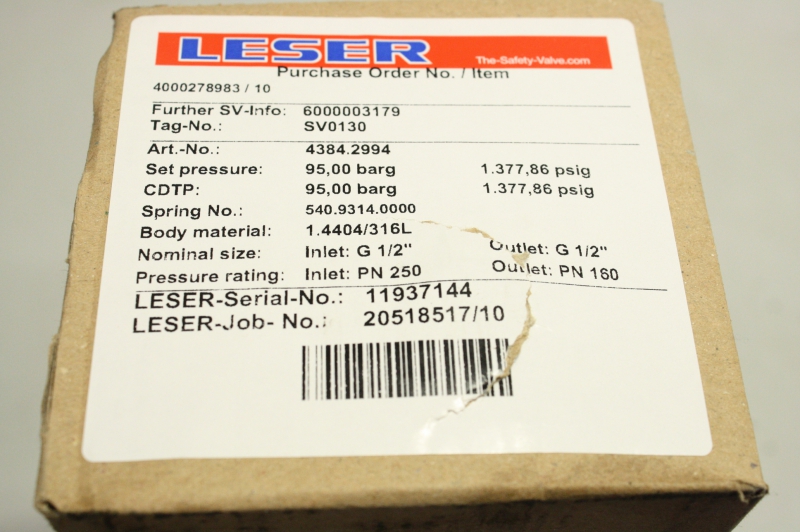 LESER
The-Safety-Valve.com
Purchase Order No. / Item
4000278983 / 10
Further SV-Info: 6000003179
Tag-No.: SV0130
Art.-No.: 4384.2994
Set pressure: 95,00 barg 1.377,86 psig
CDTP: 95,00 barg 1.377,86 psig
Spring No.: 540.9314.0000
Body material: 1.4404/316L
Nominal size: Inlet: G 1/2" Outlet: G 1/2"
Pressure rating: Inlet: PN 250 Outlet: PN 160
LESER-Serial-No.: 11937144
LESER-Job- No.: 20518517/10